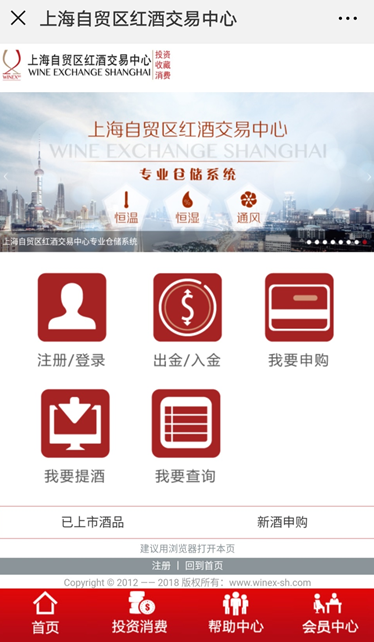 上海自贸区红酒交易中心
上海自贸区红酒交易中心
WINE EXCHANGE SHANGHAI
投资
收藏
消费
WINEX
上海自贸区红酒交易中心
WINE EXCHANGE SHANGHAI
专业仓储系统
恒温 恒湿 通风
上海自贸区红酒交易中心专业仓储系统
注册/登录 出金/入金 我要申购
我要提酒 我要查询
已上市酒品 新酒申购
建议用浏览器打开本页
注册 | 回到首页
Copyright © 2012 −− 2018 版权所有：www.winex-sh.com
首页 投资消费 帮助中心 会员中心